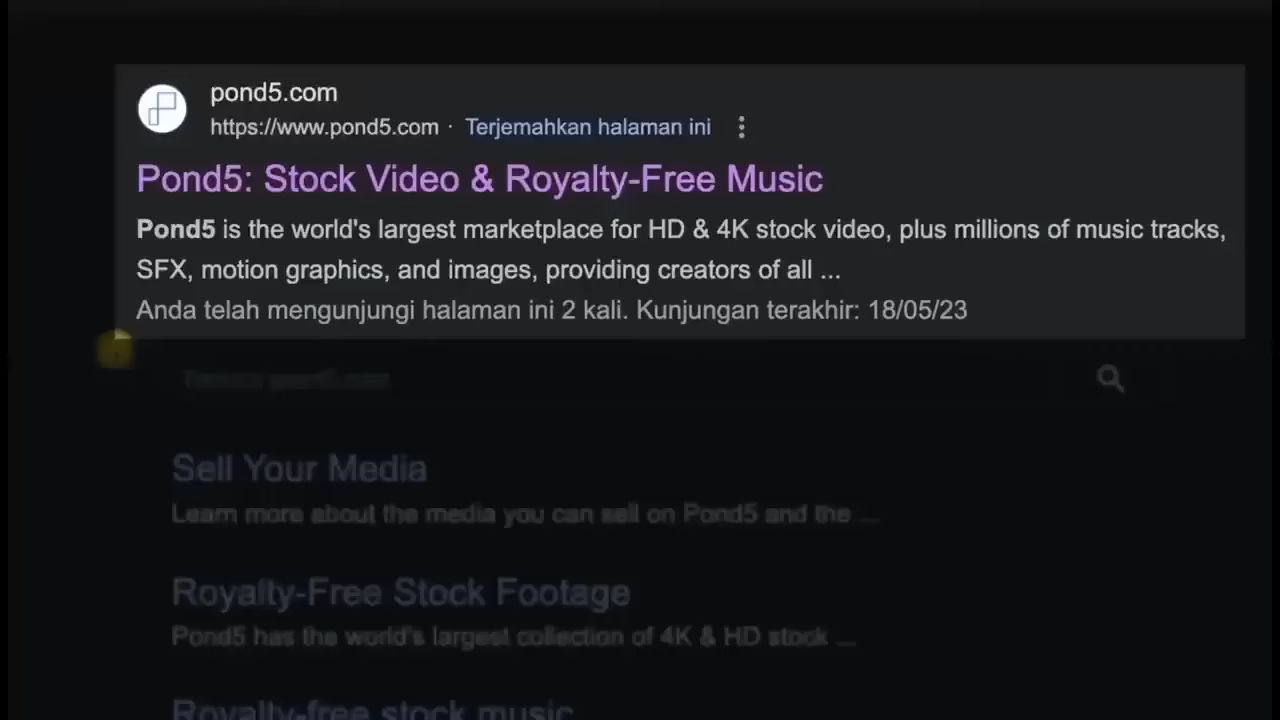 pond5.com
https://www.pond5.com · Terjemahkan halaman ini
Pond5: Stock Video & Royalty-Free Music
Pond5 is the world's largest marketplace for HD & 4K stock video, plus millions of music tracks,
SFX, motion graphics, and images, providing creators of all ...
Anda telah mengunjungi halaman ini 2 kali. Kunjungan terakhir: 18/05/23
Sell Your Media
Learn more about the media you can sell on Pond5 and the ...
Royalty-Free Stock Footage
Pond5 has the world's largest collection of 4K & HD stock ...
Royalty-free stock music